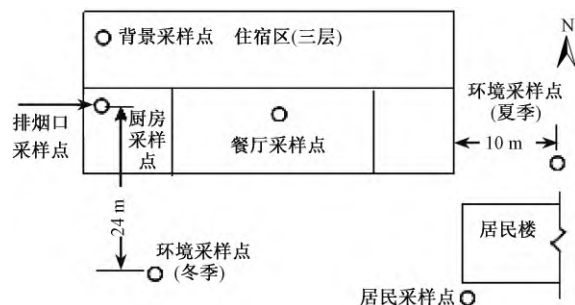 背景采样点 住宿区(三层)
N
排烟口
采样点
厨房
采样
点
餐厅采样点
环境采样点
(夏季)
10 m
24 m
居民楼
环境采样点
(冬季)
居民采样点